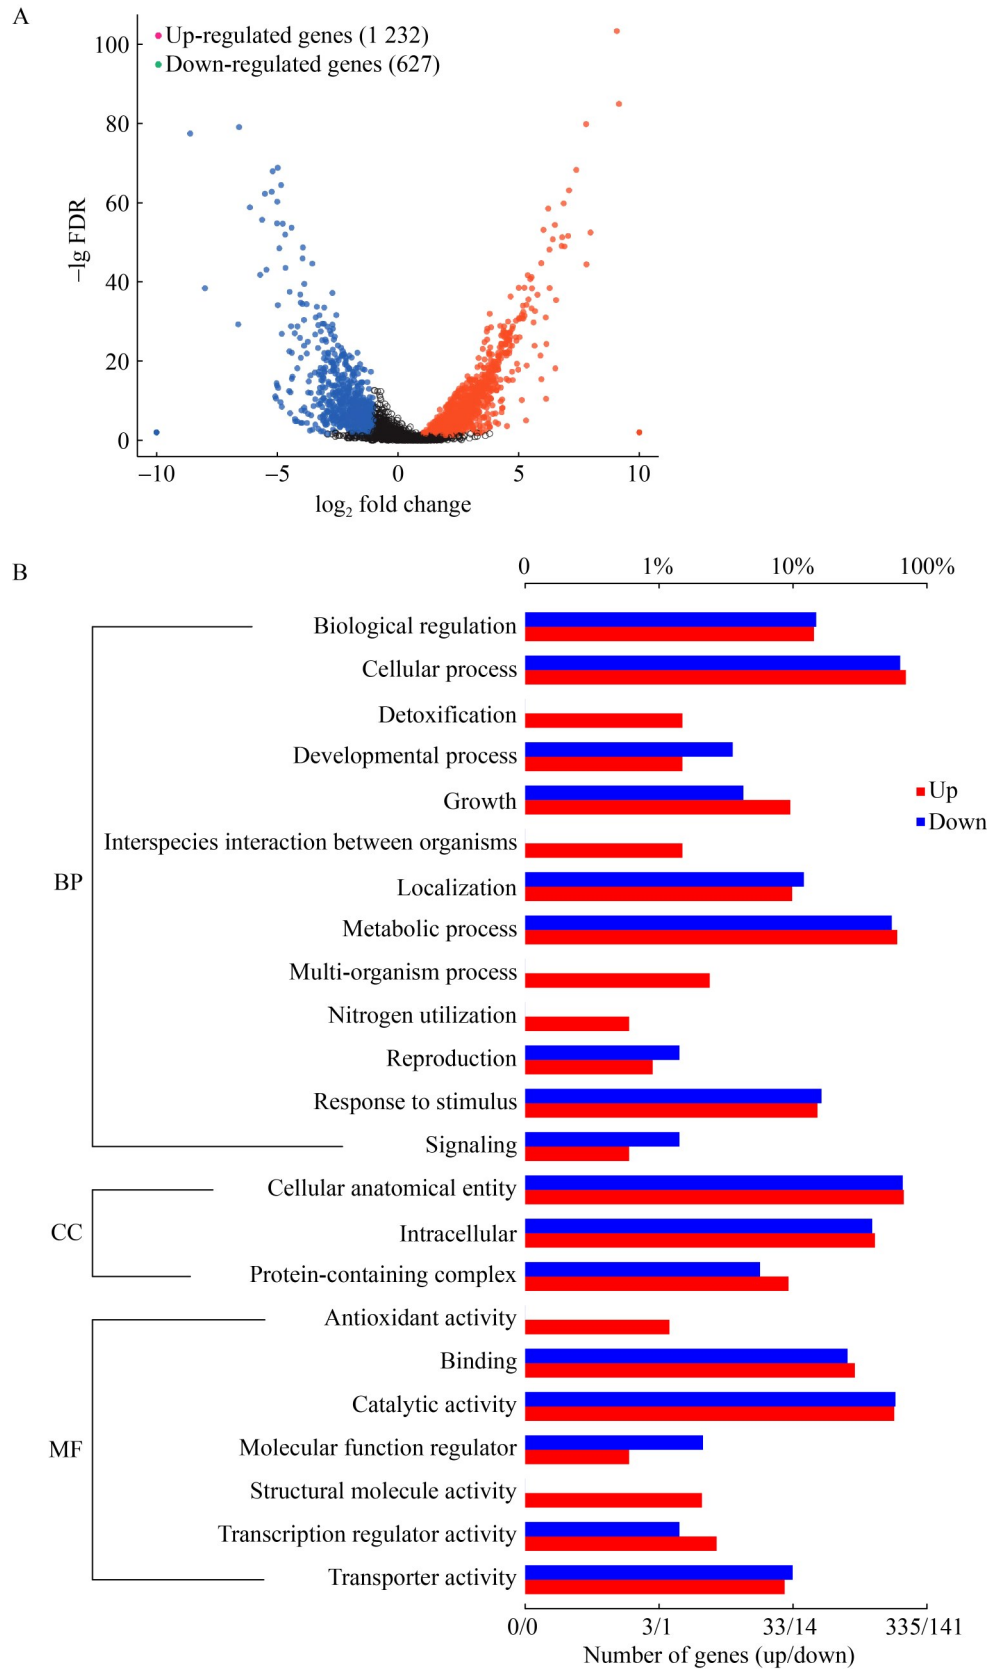 A
Up-regulated genes (1 232)
Down-regulated genes (627)
100
80
60
40
20
0
–lg FDR
–10 –5 0 5 10
log2 fold change
B
0 1% 10% 100%
Biological regulation
Cellular process
Detoxification
Developmental process
Growth
Interspecies interaction between organisms
Localization
Metabolic process
Multi-organism process
Nitrogen utilization
Reproduction
Response to stimulus
Signaling
BP
Cellular anatomical entity
Intracellular
Protein-containing complex
CC
Antioxidant activity
Binding
Catalytic activity
Molecular function regulator
Structural molecule activity
Transcription regulator activity
Transporter activity
MF
Up
Down
0/0 3/1 33/14 335/141
Number of genes (up/down)